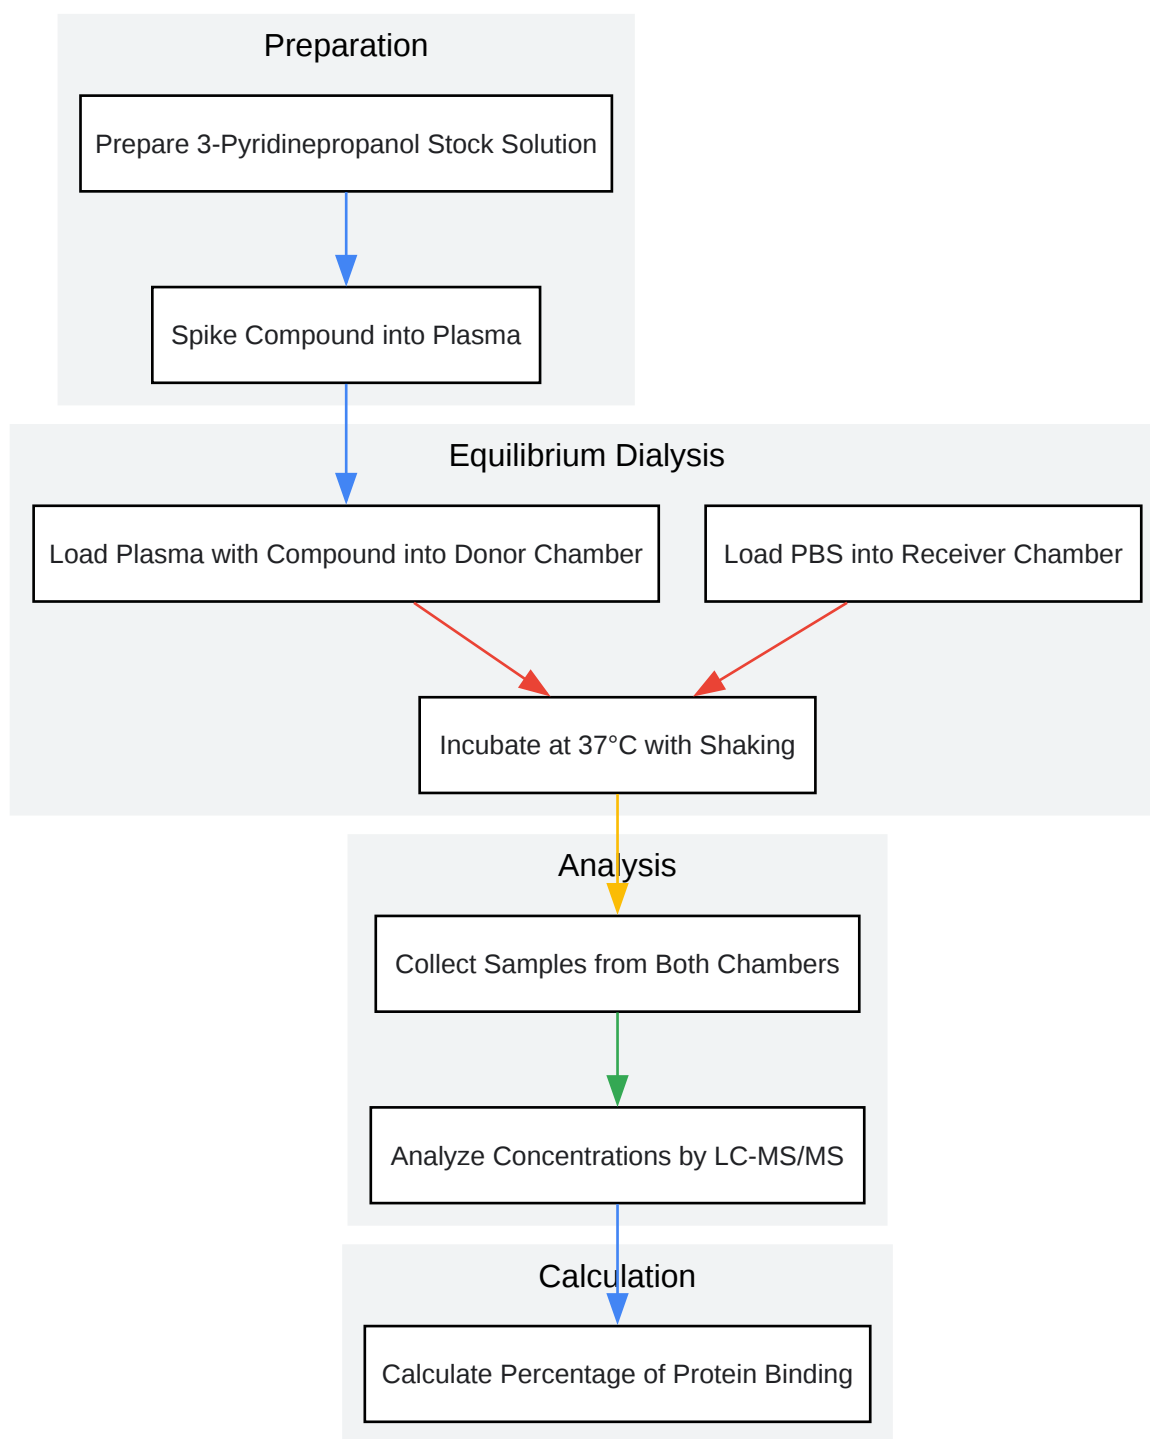 Preparation
Prepare 3-Pyridinepropanol Stock Solution
Spike Compound into Plasma
Equilibrium Dialysis
Load Plasma with Compound into Donor Chamber
Load PBS into Receiver Chamber
Incubate at 37°C with Shaking
Analysis
Collect Samples from Both Chambers
Analyze Concentrations by LC-MS/MS
Calculation
Calculate Percentage of Protein Binding